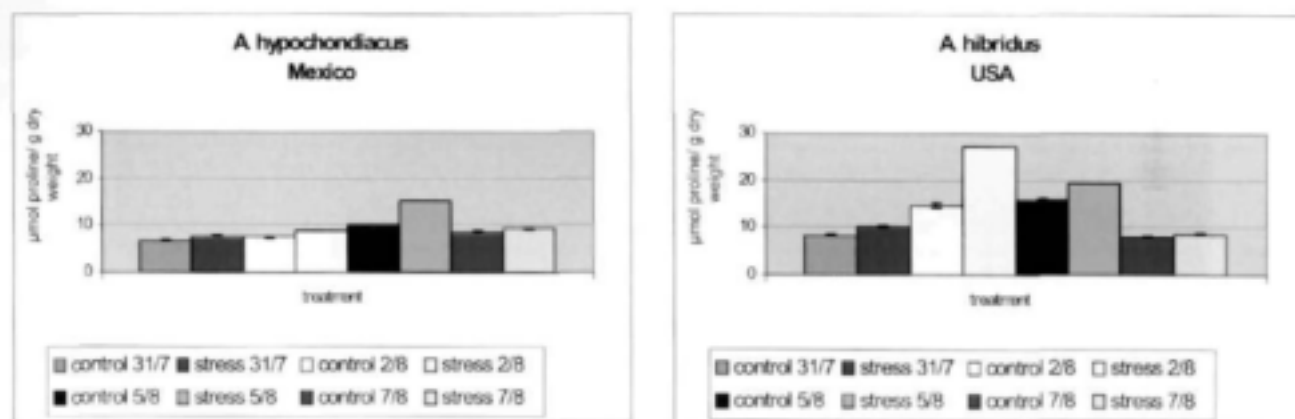 A. hypochondiacus
Mexico
µmol proline/ g dry
weight
30
20
10
0
treatment
control 31/7 stress 31/7 control 2/8 stress 2/8
control 5/8 stress 5/8 control 7/8 stress 7/8
A. hibridus
USA
µmol proline/ g dry
weight
30
20
10
0
treatment
control 31/7 stress 31/7 control 2/8 stress 2/8
control 5/8 stress 5/8 control 7/8 stress 7/8